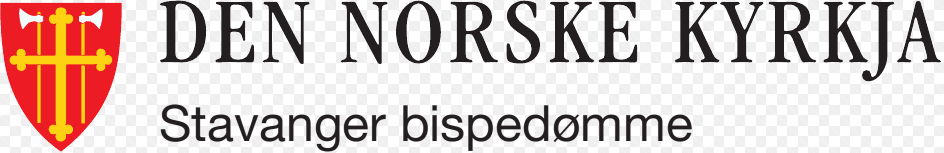 DEN NORSKE KYRKJA
Stavanger bispedømme